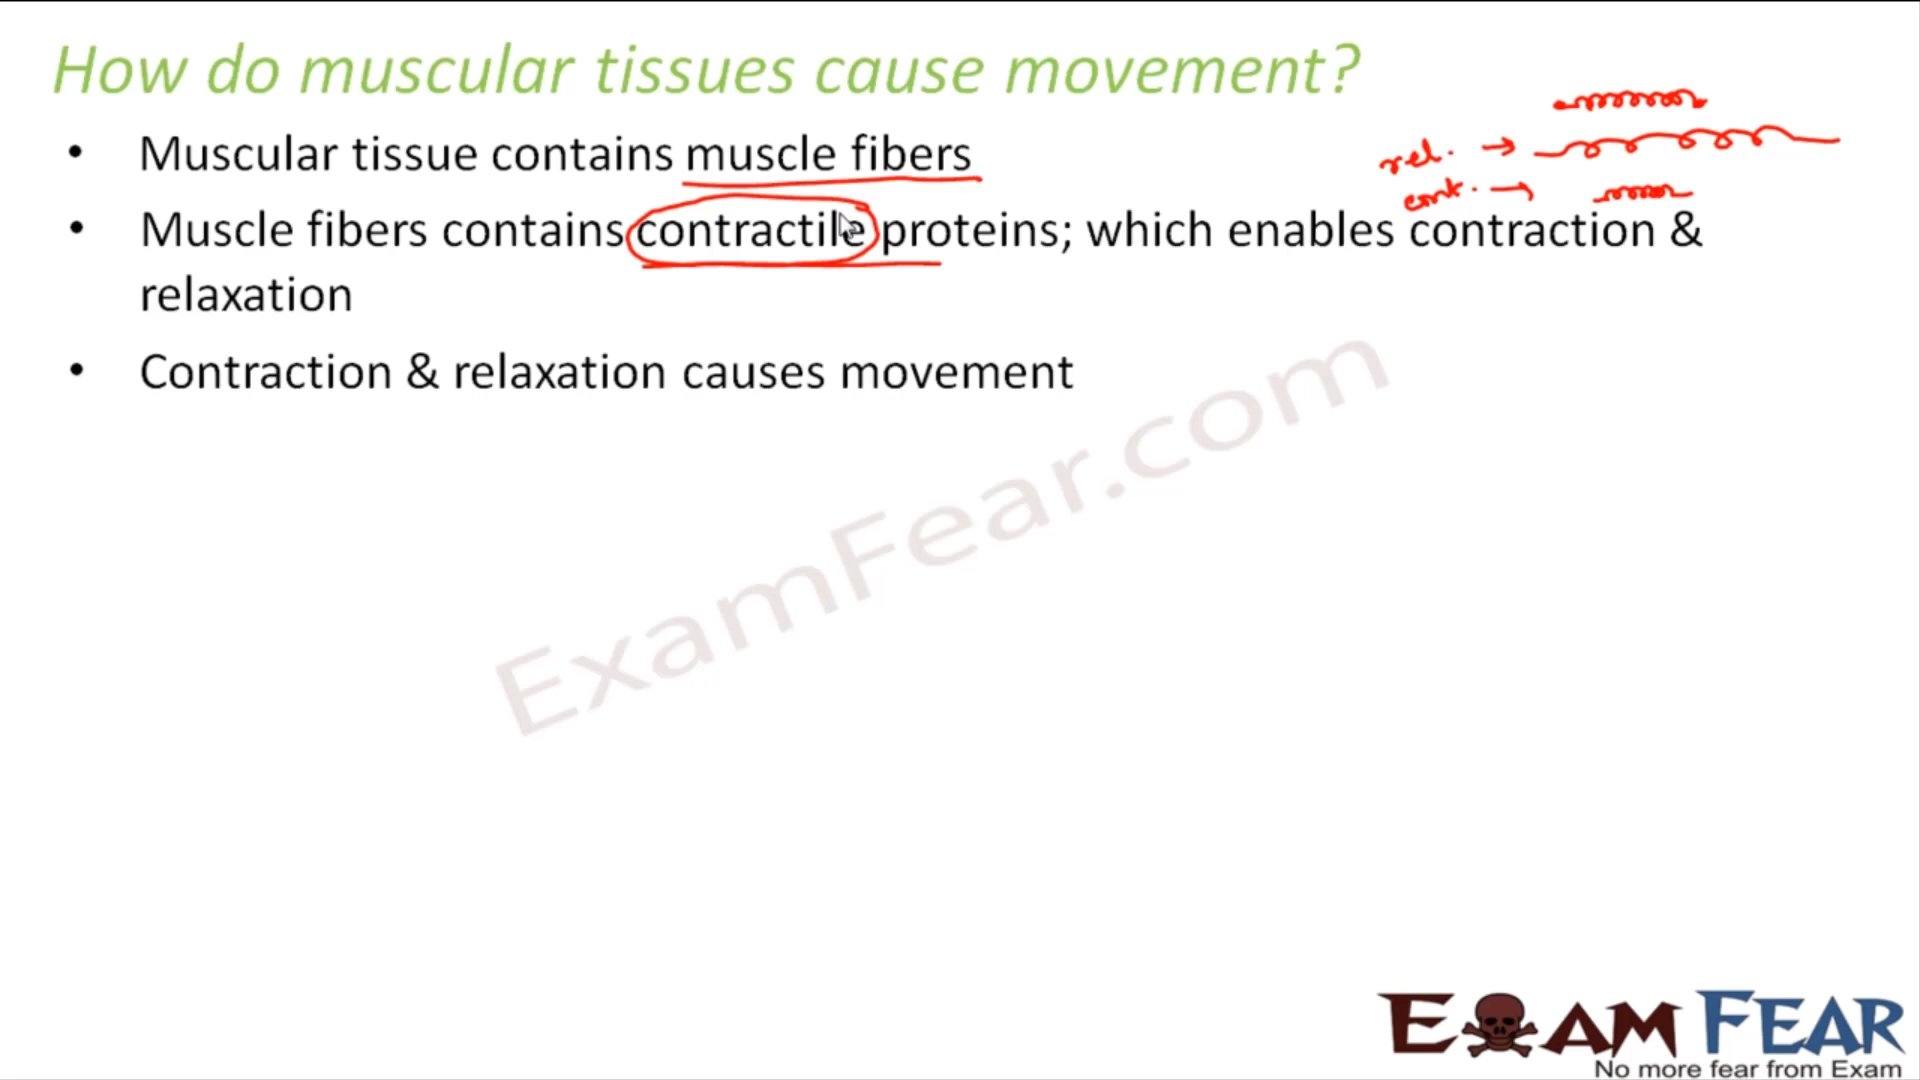 How do muscular tissues cause movement?
• Muscular tissue contains muscle fibers
rel. →
cont. →
• Muscle fibers contains contractile proteins; which enables contraction &
relaxation
• Contraction & relaxation causes movement
ExamFear.com
EXAMFEAR
No more fear from Exam